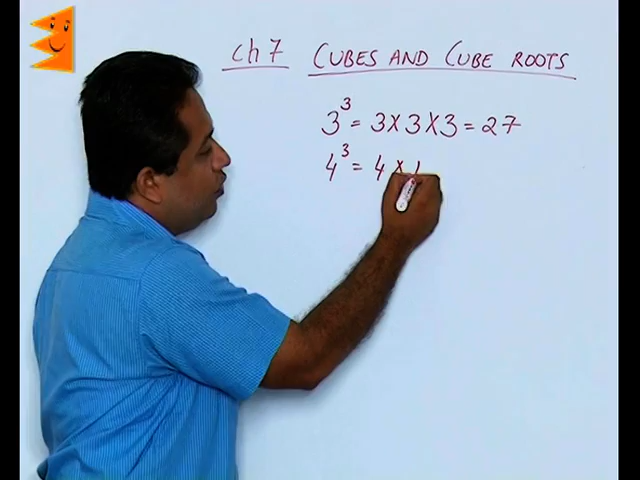 Ch 7 CUBES AND CUBE ROOTS
3³ = 3 × 3 × 3 = 27
4³ = 4 ×